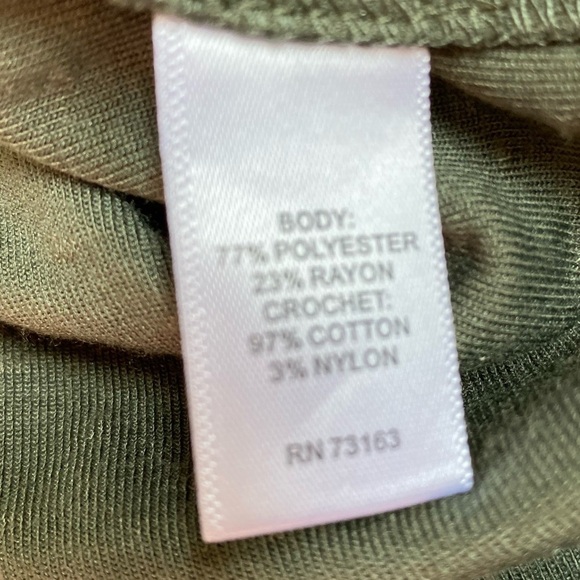 BODY:
77% POLYESTER
23% RAYON
CROCHET:
97% COTTON
3% NYLON
RN 73163